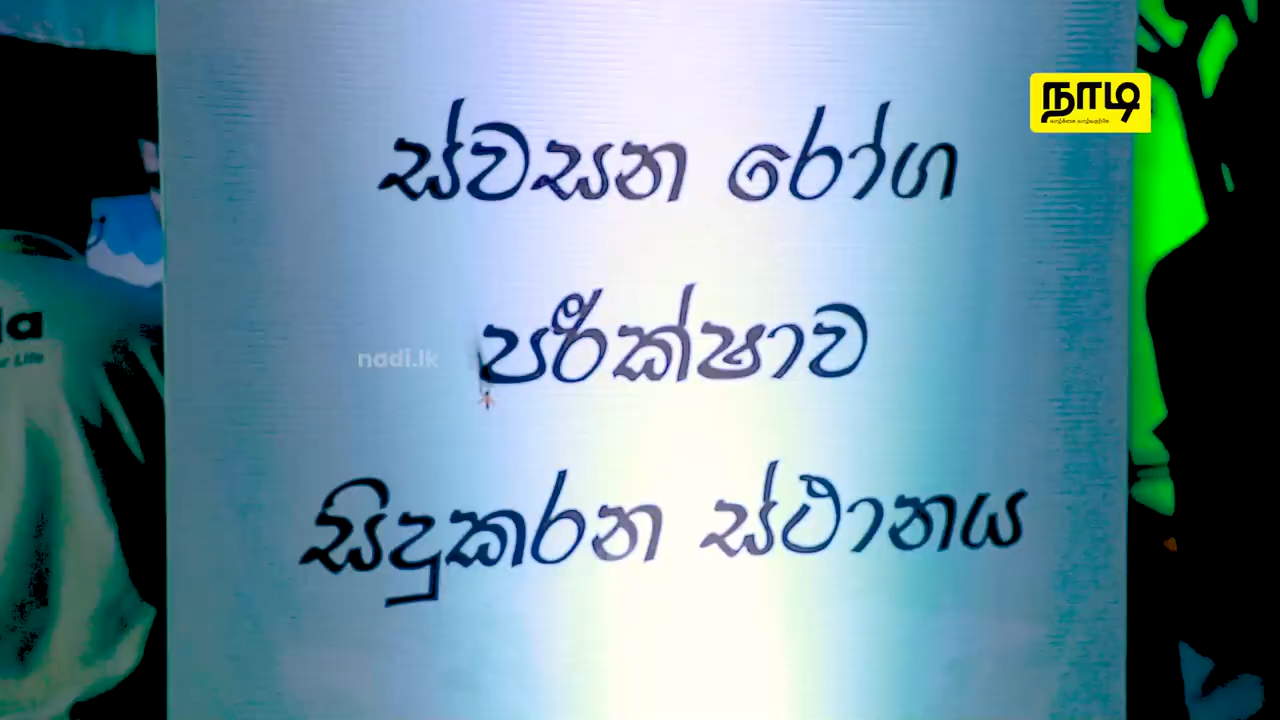 ස්වසන රෝග
පරීක්ෂාව
සිදුකරන ස්ථානය
நாடி
nadi.lk